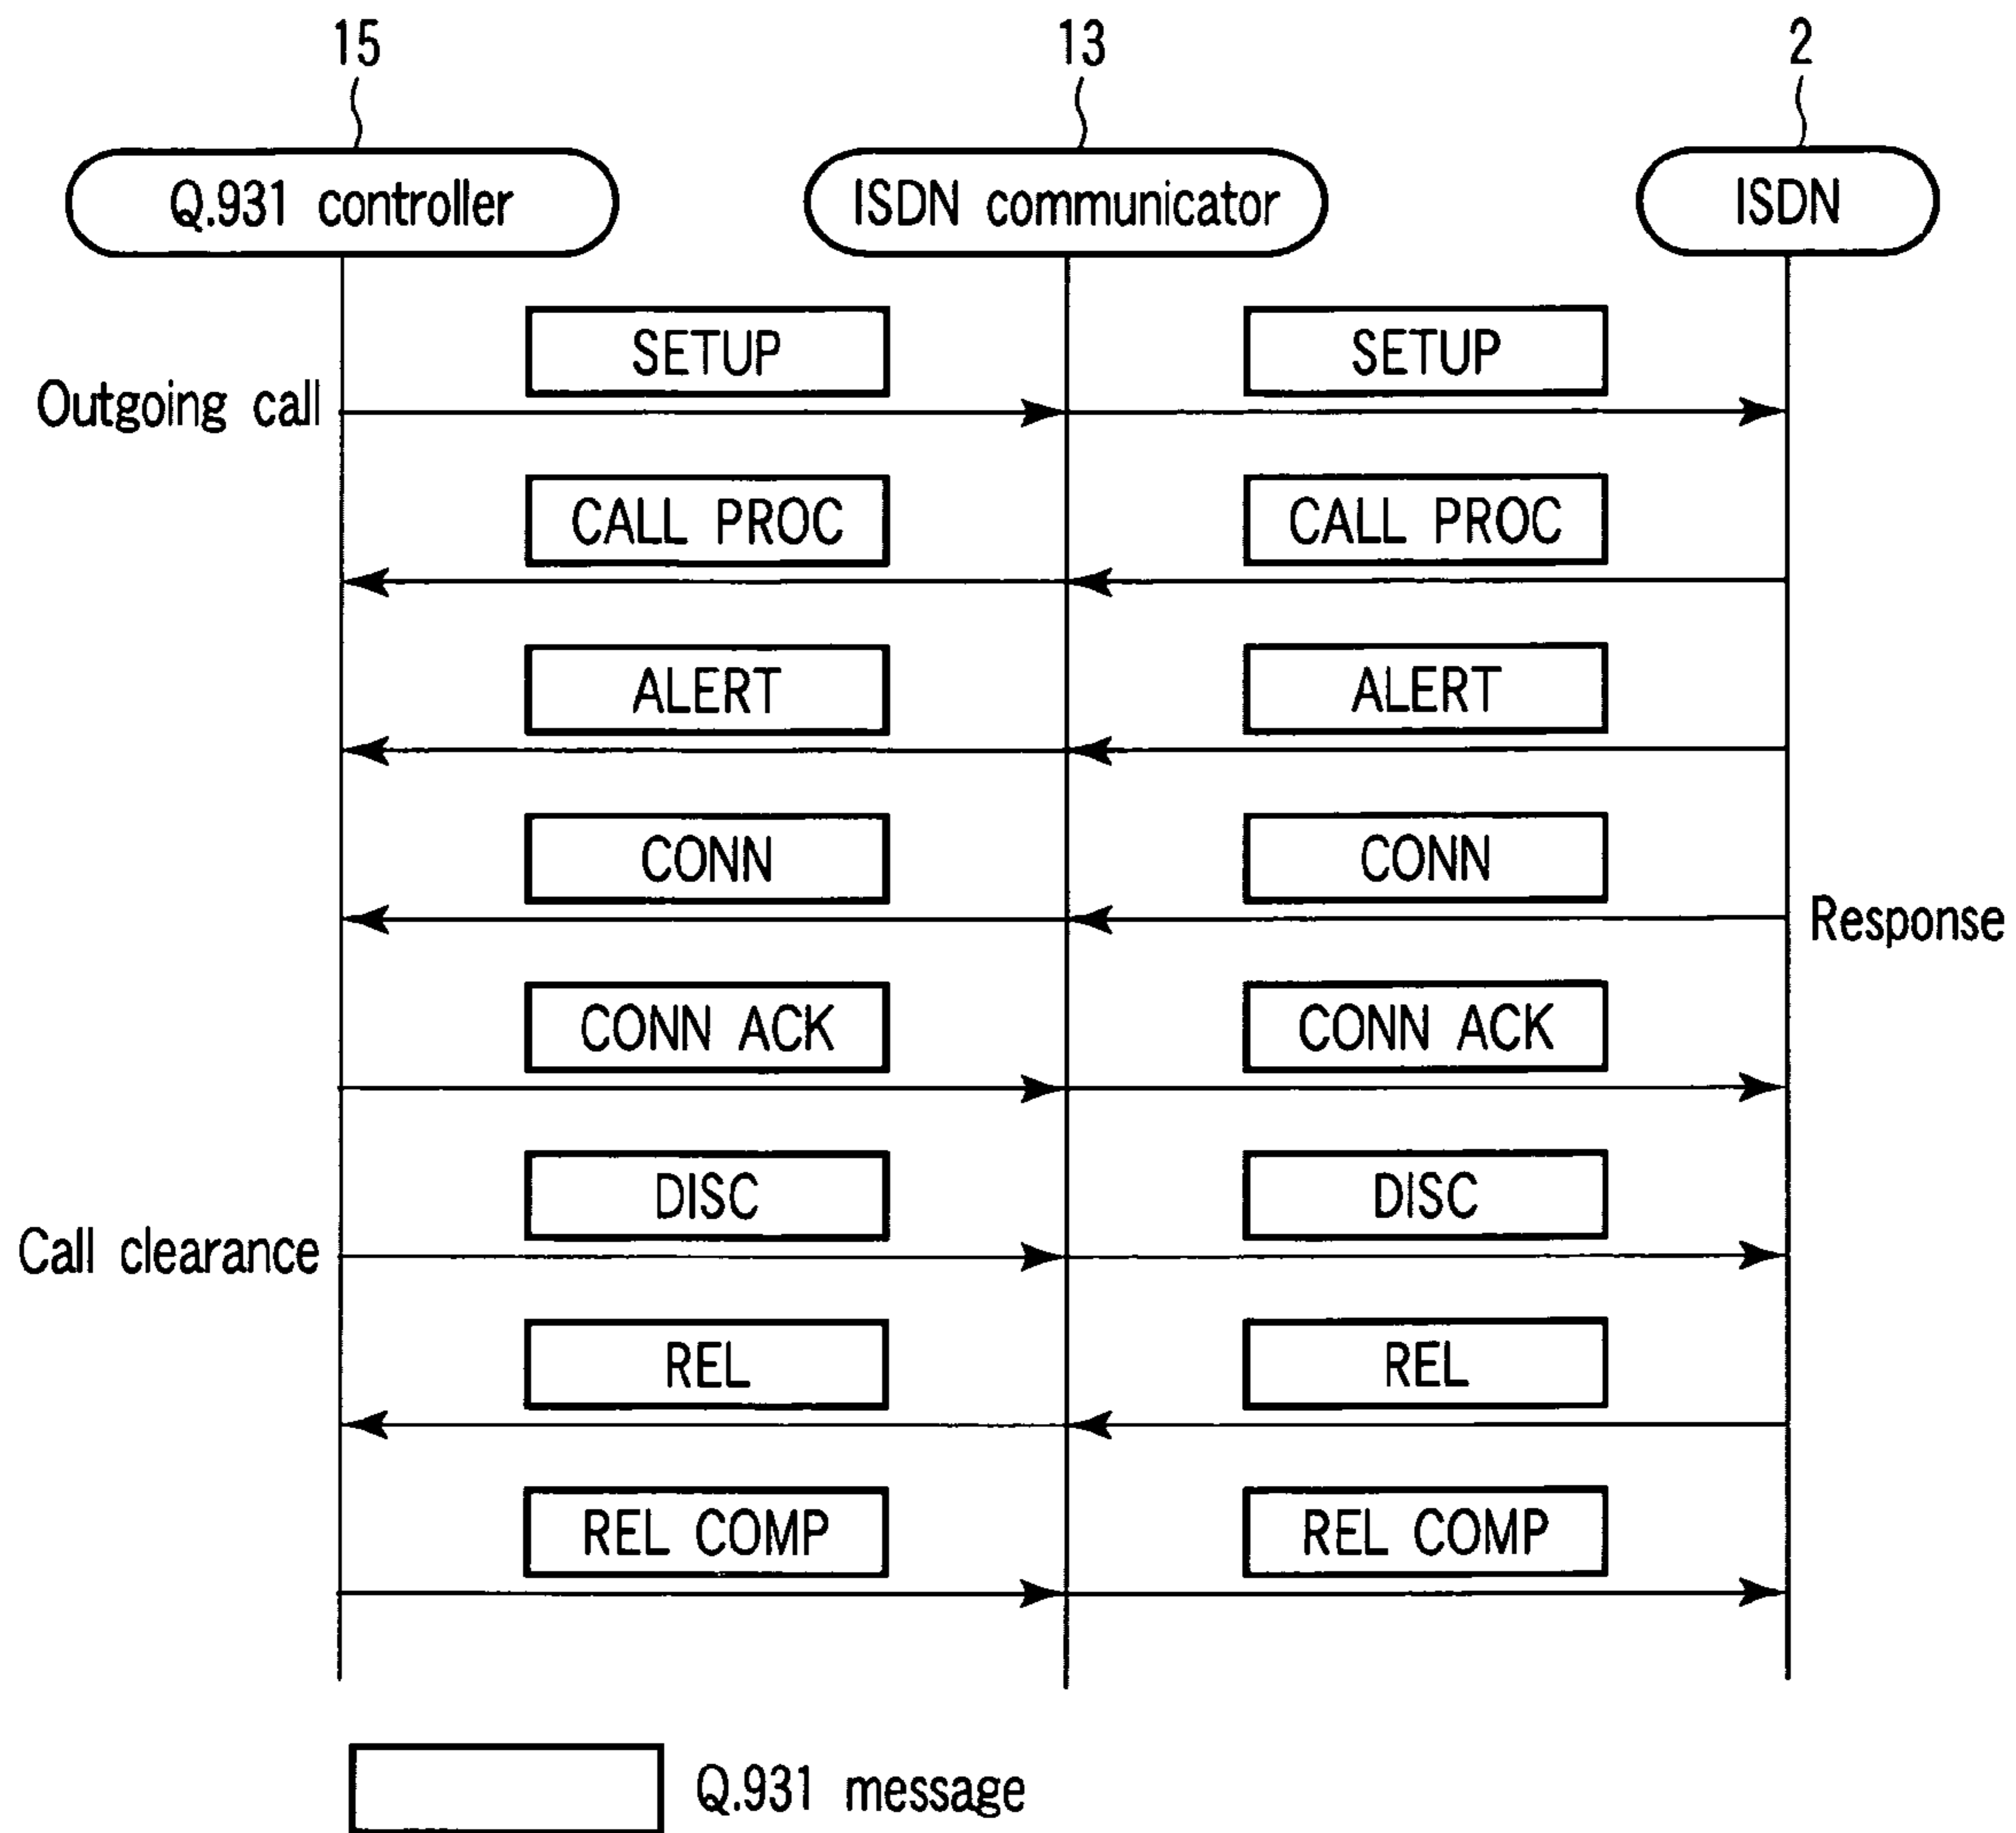 15 13 2
Q.931 controller ISDN communicator ISDN
SETUP SETUP
Outgoing call
CALL PROC CALL PROC
ALERT ALERT
CONN CONN
Response
CONN ACK CONN ACK
DISC DISC
Call clearance
REL REL
REL COMP REL COMP
Q.931 message